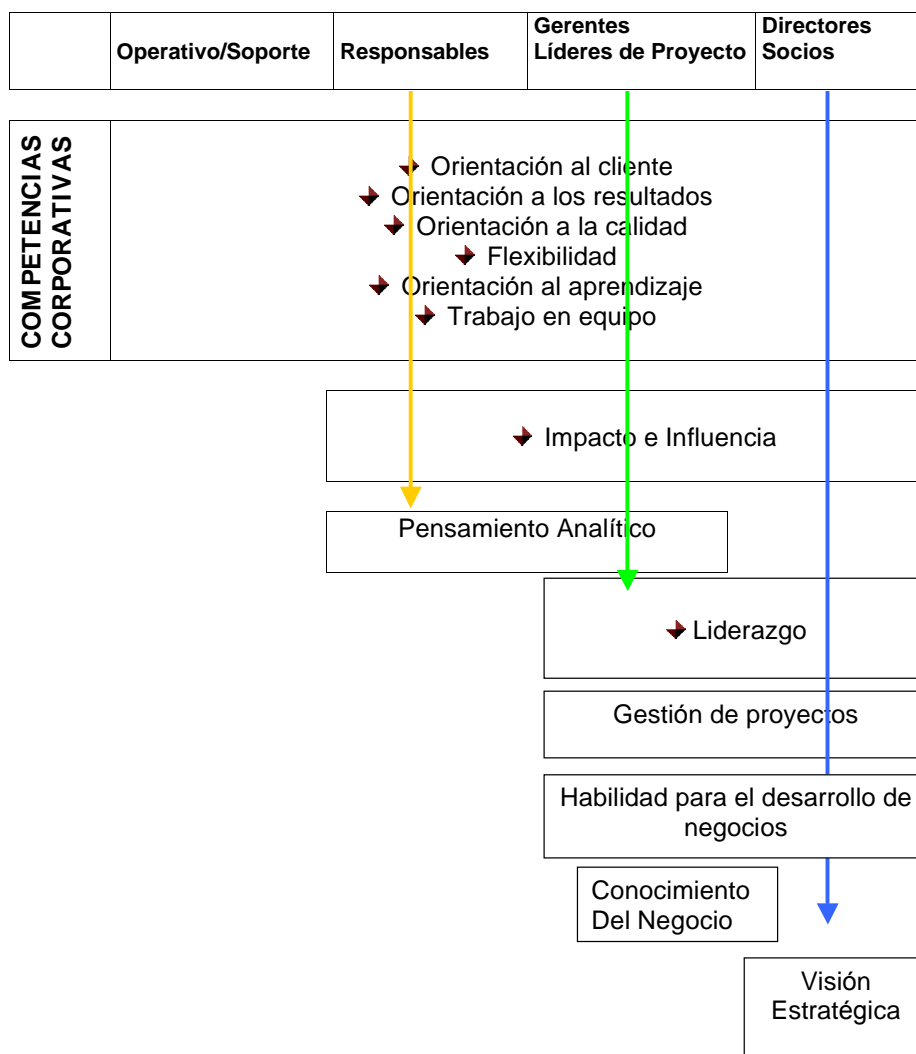 Operativo/Soporte
Responsables
Gerentes
Líderes de Proyecto
Directores
Socios
COMPETENCIAS
CORPORATIVAS
Orientación al cliente
Orientación a los resultados
Orientación a la calidad
Flexibilidad
Orientación al aprendizaje
Trabajo en equipo
Impacto e Influencia
Pensamiento Analítico
Liderazgo
Gestión de proyectos
Habilidad para el desarrollo de
negocios
Conocimiento
Del Negocio
Visión
Estratégica